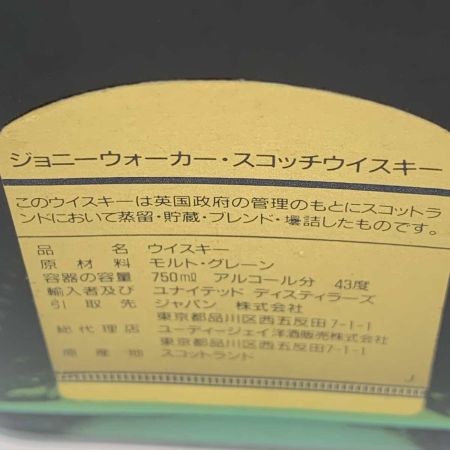 ジョニーウォーカー・スコッチウイスキー
このウイスキーは英国政府の管理のもとにスコットラ
ンドにおいて蒸留・貯蔵・ブレンド・壜詰したものです。
品 名 ウイスキー
原 材 料 モルト・グレーン
容器の容量 750㎖ アルコール分 43度
輸入者及び ユナイテッド ディスティラーズ
引 取 先 ジャパン 株式会社
東京都品川区西五反田7-1-1
総代理店 ユーディージェイ洋酒販売株式会社
東京都品川区西五反田7-1-1
原 産 地 スコットランド
J